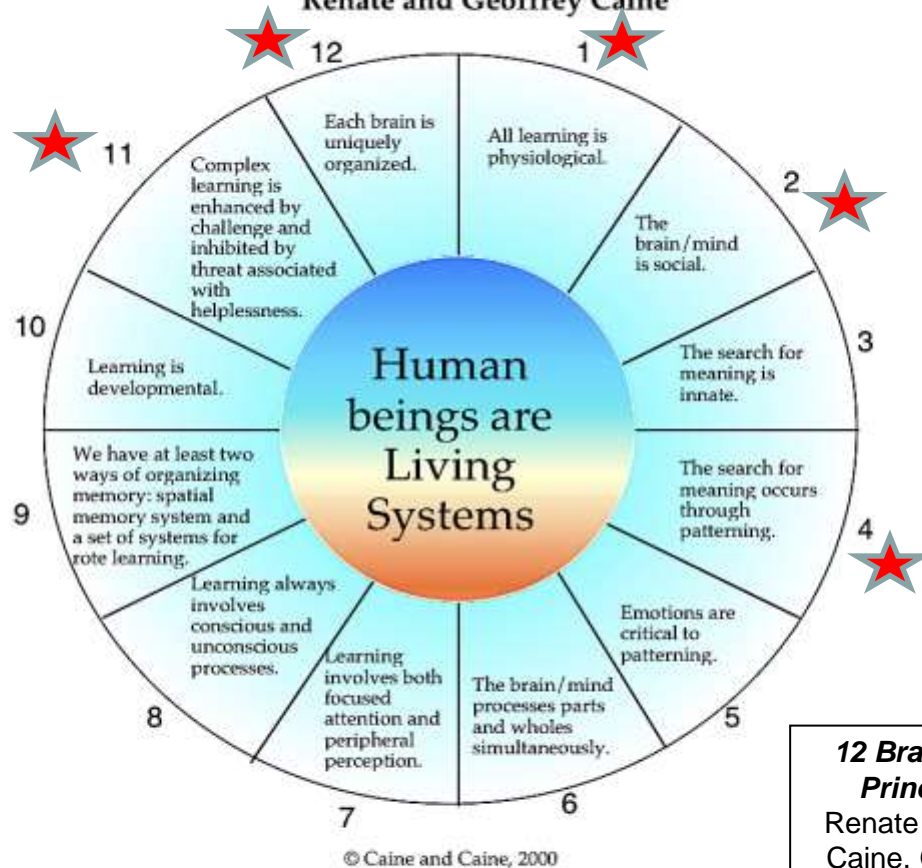 Renate and Geoffrey Caine
12
1
Each brain is
uniquely
organized.
All learning is
physiological.
11
Complex
learning is
enhanced by
challenge and
inhibited by
threat associated
with
helplessness.
2
The
brain/mind
is social.
10
Learning is
developmental.
3
The search for
meaning is
innate.
Human
beings are
Living
Systems
9
We have at least two
ways of organizing
memory: spatial
memory system and
a set of systems for
rote learning.
The search for
meaning occurs
through
patterning.
4
Learning always
involves
conscious and
unconscious
processes.
8
Emotions are
critical to
patterning.
5
Learning
involves both
focused
attention and
peripheral
perception.
7
The brain/mind
processes parts
and wholes
simultaneously.
6
© Caine and Caine, 2000
12
Renate
Caine,